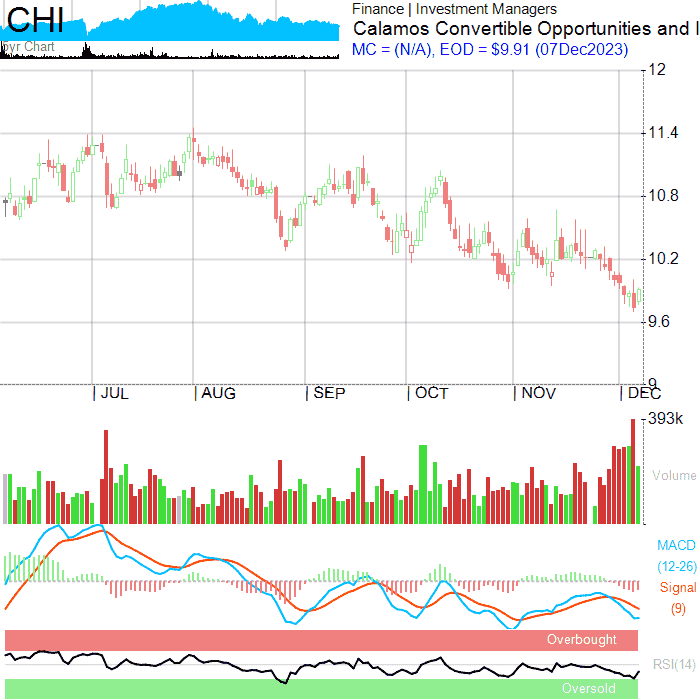 CHI
5yr Chart
Finance | Investment Managers
Calamos Convertible Opportunities and I
MC = (N/A), EOD = $9.91 (07Dec2023)
12
11.4
10.8
10.2
9.6
9
| JUL | AUG | SEP | OCT | NOV | DEC
393k
Volume
MACD
(12-26)
Signal
(9)
Overbought
RSI(14)
Oversold